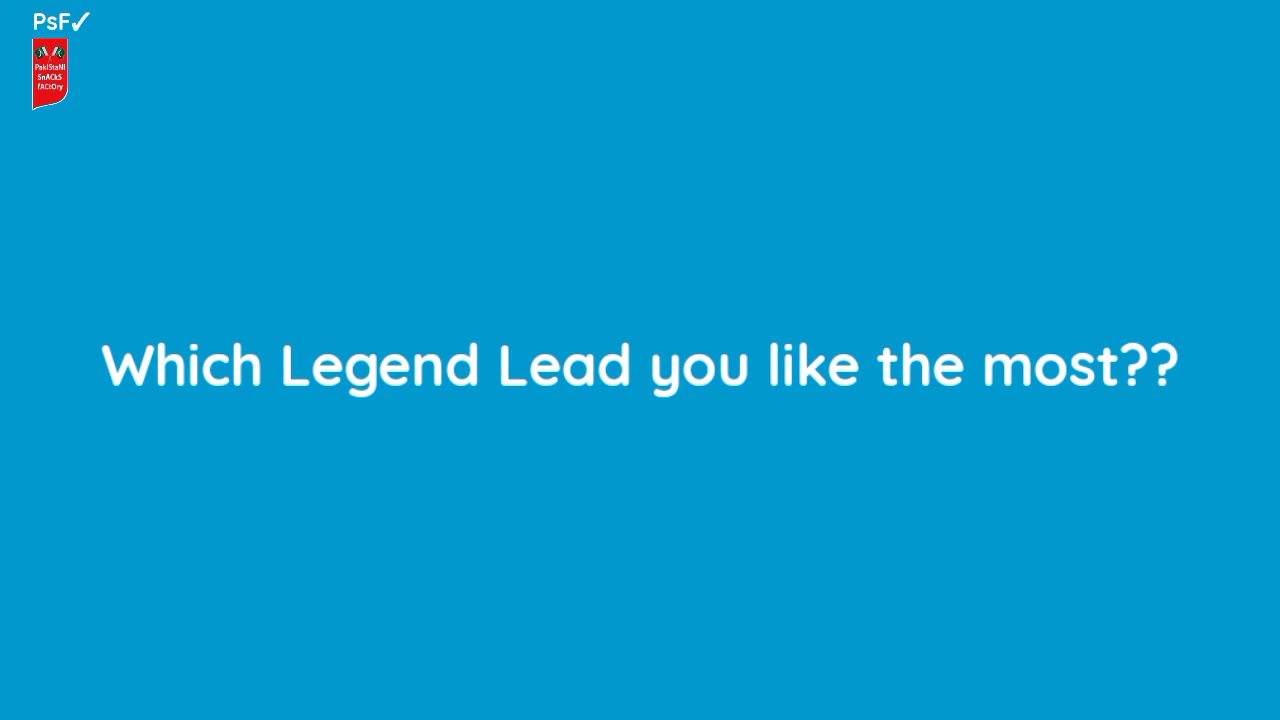 PsF✓
PakiStaNI
SnACkS
fACtOry
Which Legend Lead you like the most??